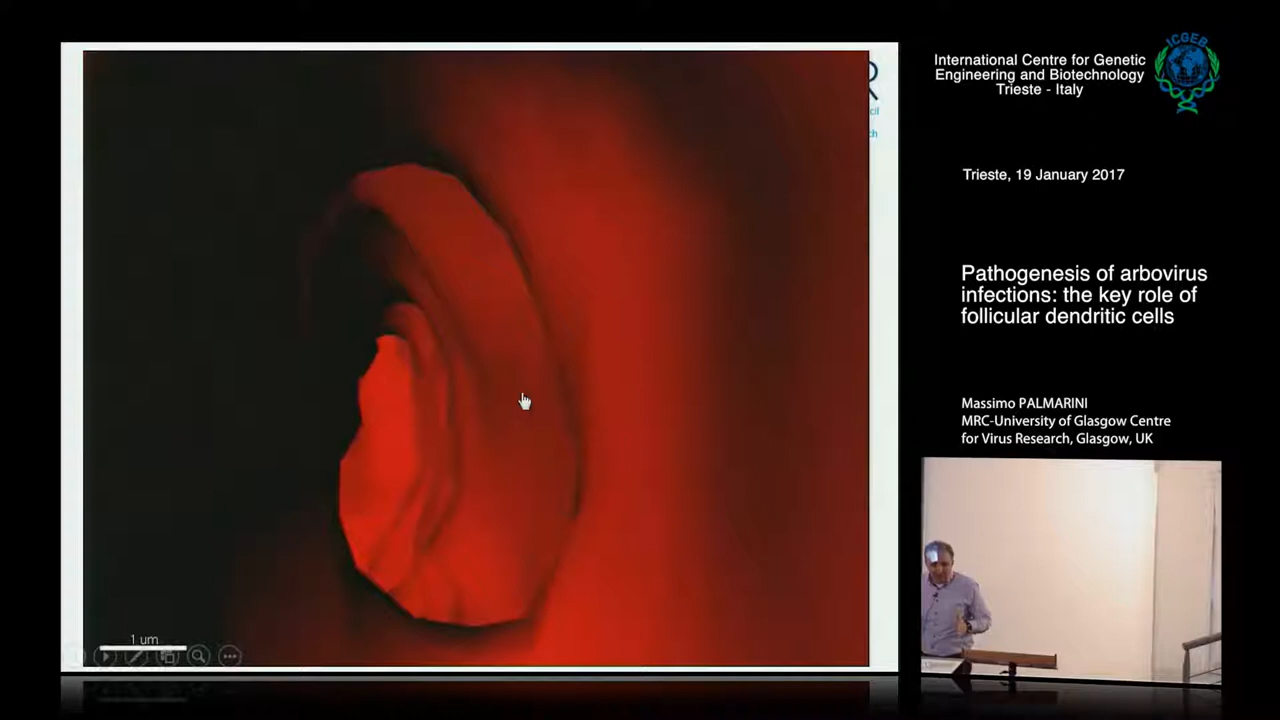 cil
ch
1 um
International Centre for Genetic
Engineering and Biotechnology
Trieste - Italy
ICGEB
Trieste, 19 January 2017
Pathogenesis of arbovirus
infections: the key role of
follicular dendritic cells
Massimo PALMARINI
MRC-University of Glasgow Centre
for Virus Research, Glasgow, UK